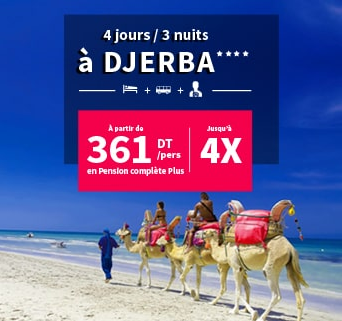 4 jours / 3 nuits
à DJERBA****
+ +
À partir de
361 DT
/pers
en Pension complète Plus
Jusqu'à
4X